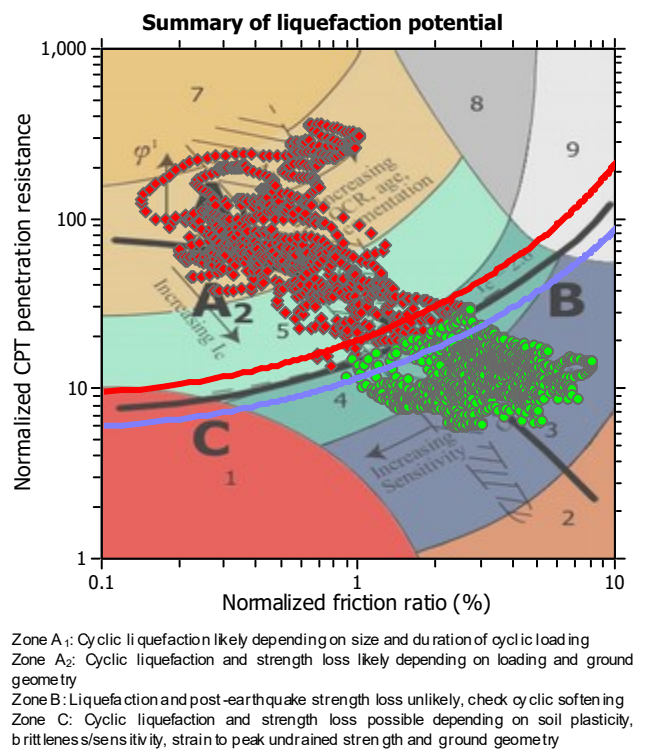 Summary of liquefaction potential
1,000
7
8
9
φ'
Increasing
OCR, age,
cementation
100
Normalized CPT penetration resistance
A2
B
Increasing Ic
5
10
4
C
3
Increasing
Sensitivity
1
2
1
0.1
1
10
Normalized friction ratio (%)
Zone A1: Cyclic liquefaction likely depending on size and duration of cyclic loading
Zone A2: Cyclic liquefaction and strength loss likely depending on loading and ground
geometry
Zone B: Liquefaction and post-earthquake strength loss unlikely, check cyclic softening
Zone C: Cyclic liquefaction and strength loss possible depending on soil plasticity,
brittleness/sensitivity, strain to peak undrained strength and ground geometry